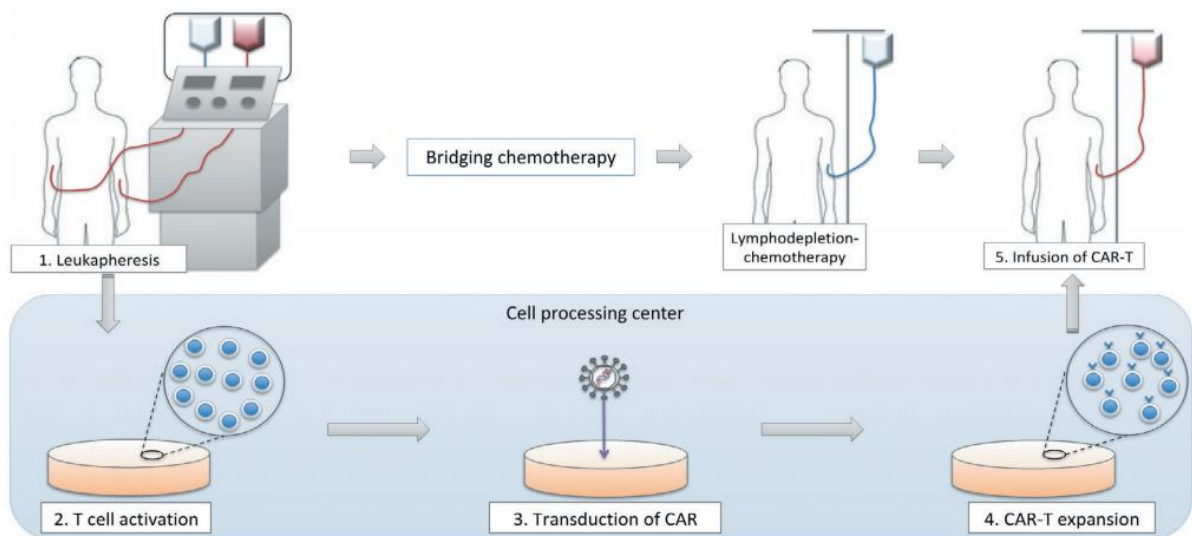 Bridging chemotherapy
1. Leukapheresis
Lymphodepletion-
chemotherapy
5. Infusion of CAR-T
Cell processing center
2. T cell activation
3. Transduction of CAR
4. CAR-T expansion